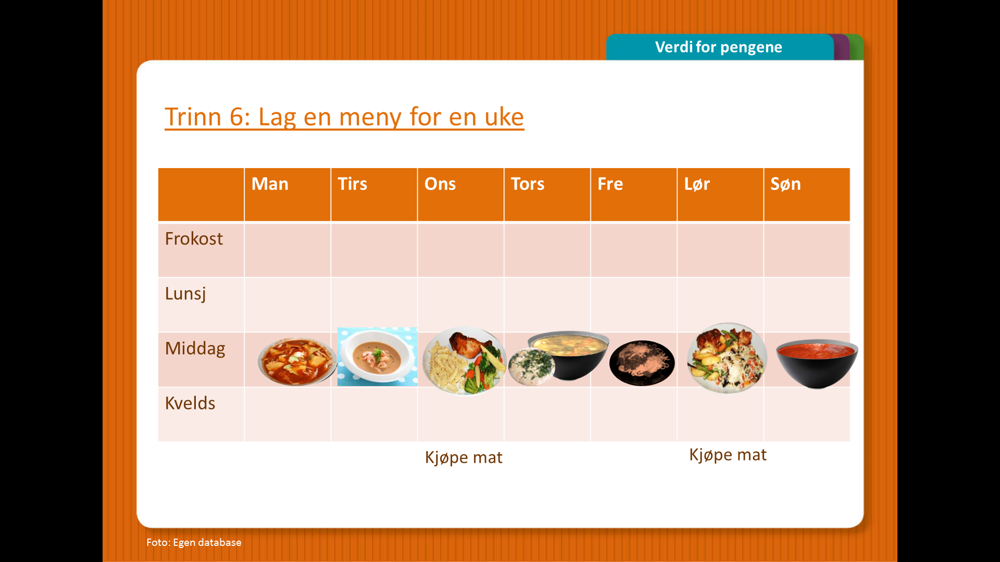 Verdi for pengene
Trinn 6: Lag en meny for en uke
Man Tirs Ons Tors Fre Lør Søn
Frokost
Lunsj
Middag
Kvelds
Kjøpe mat Kjøpe mat
Foto: Egen database